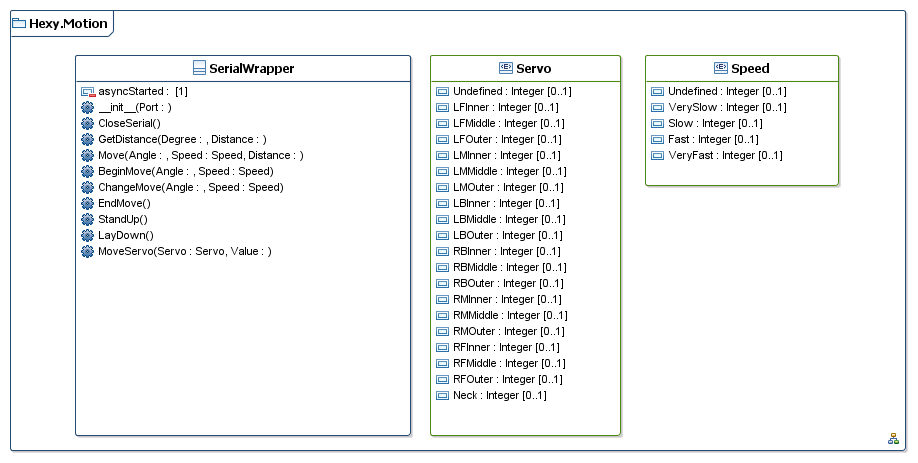 Hexy.Motion
SerialWrapper
asyncStarted : [1]
__init__(Port : )
CloseSerial()
GetDistance(Degree : , Distance : )
Move(Angle : , Speed : Speed, Distance : )
BeginMove(Angle : , Speed : Speed)
ChangeMove(Angle : , Speed : Speed)
EndMove()
StandUp()
LayDown()
MoveServo(Servo : Servo, Value : )
Servo
Undefined : Integer [0..1]
LFInner : Integer [0..1]
LFMiddle : Integer [0..1]
LFOuter : Integer [0..1]
LMInner : Integer [0..1]
LMMiddle : Integer [0..1]
LMOuter : Integer [0..1]
LBInner : Integer [0..1]
LBMiddle : Integer [0..1]
LBOuter : Integer [0..1]
RBInner : Integer [0..1]
RBMiddle : Integer [0..1]
RBOuter : Integer [0..1]
RMInner : Integer [0..1]
RMMiddle : Integer [0..1]
RMOuter : Integer [0..1]
RFInner : Integer [0..1]
RFMiddle : Integer [0..1]
RFOuter : Integer [0..1]
Neck : Integer [0..1]
Speed
Undefined : Integer [0..1]
VerySlow : Integer [0..1]
Slow : Integer [0..1]
Fast : Integer [0..1]
VeryFast : Integer [0..1]